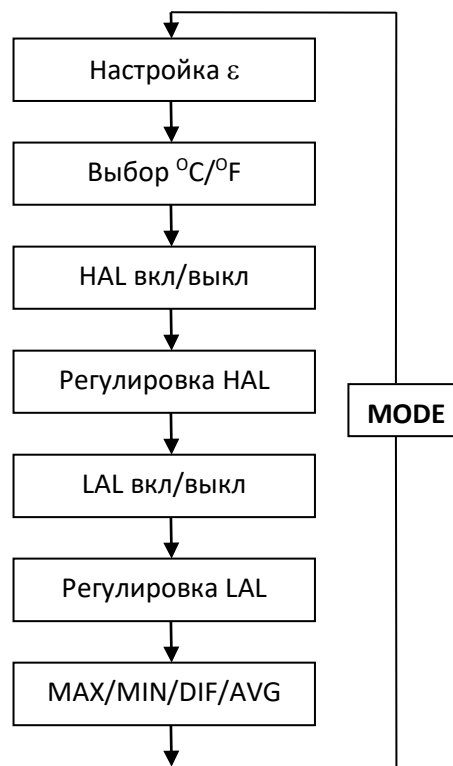 Настройка ε
Выбор ⁰C/⁰F
HAL вкл/выкл
Регулировка HAL
MODE
LAL вкл/выкл
Регулировка LAL
MAX/MIN/DIF/AVG